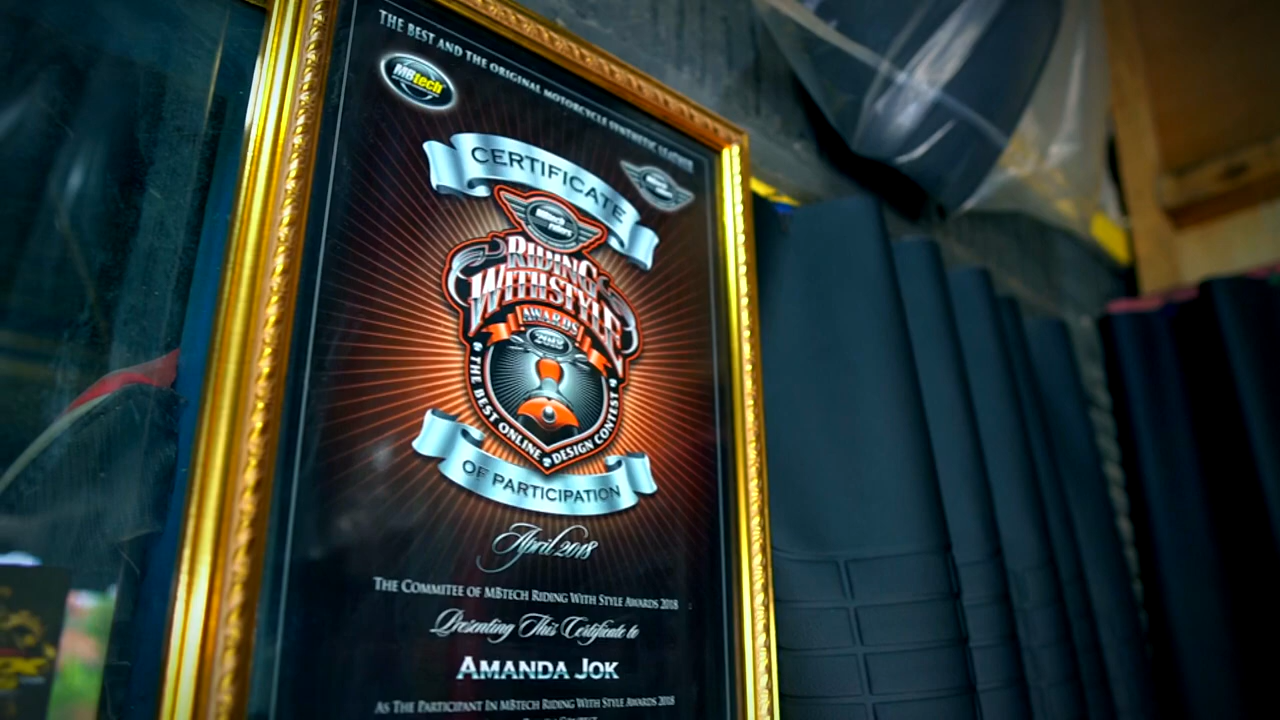 THE BEST AND THE ORIGINAL MOTORCYCLE SYNTHETIC LEATHER
MBtech
CERTIFICATE
MBtech
riders
RIDING
WITH STYLE
AWARDS
2018
THE BEST ONLINE DESIGN CONTEST
OF PARTICIPATION
April 2018
THE COMMITEE OF MBTECH RIDING WITH STYLE AWARDS 2018
Presenting This Certificate to
AMANDA JOK
AS THE PARTICIPANT IN MBTECH RIDING WITH STYLE AWARDS 2018